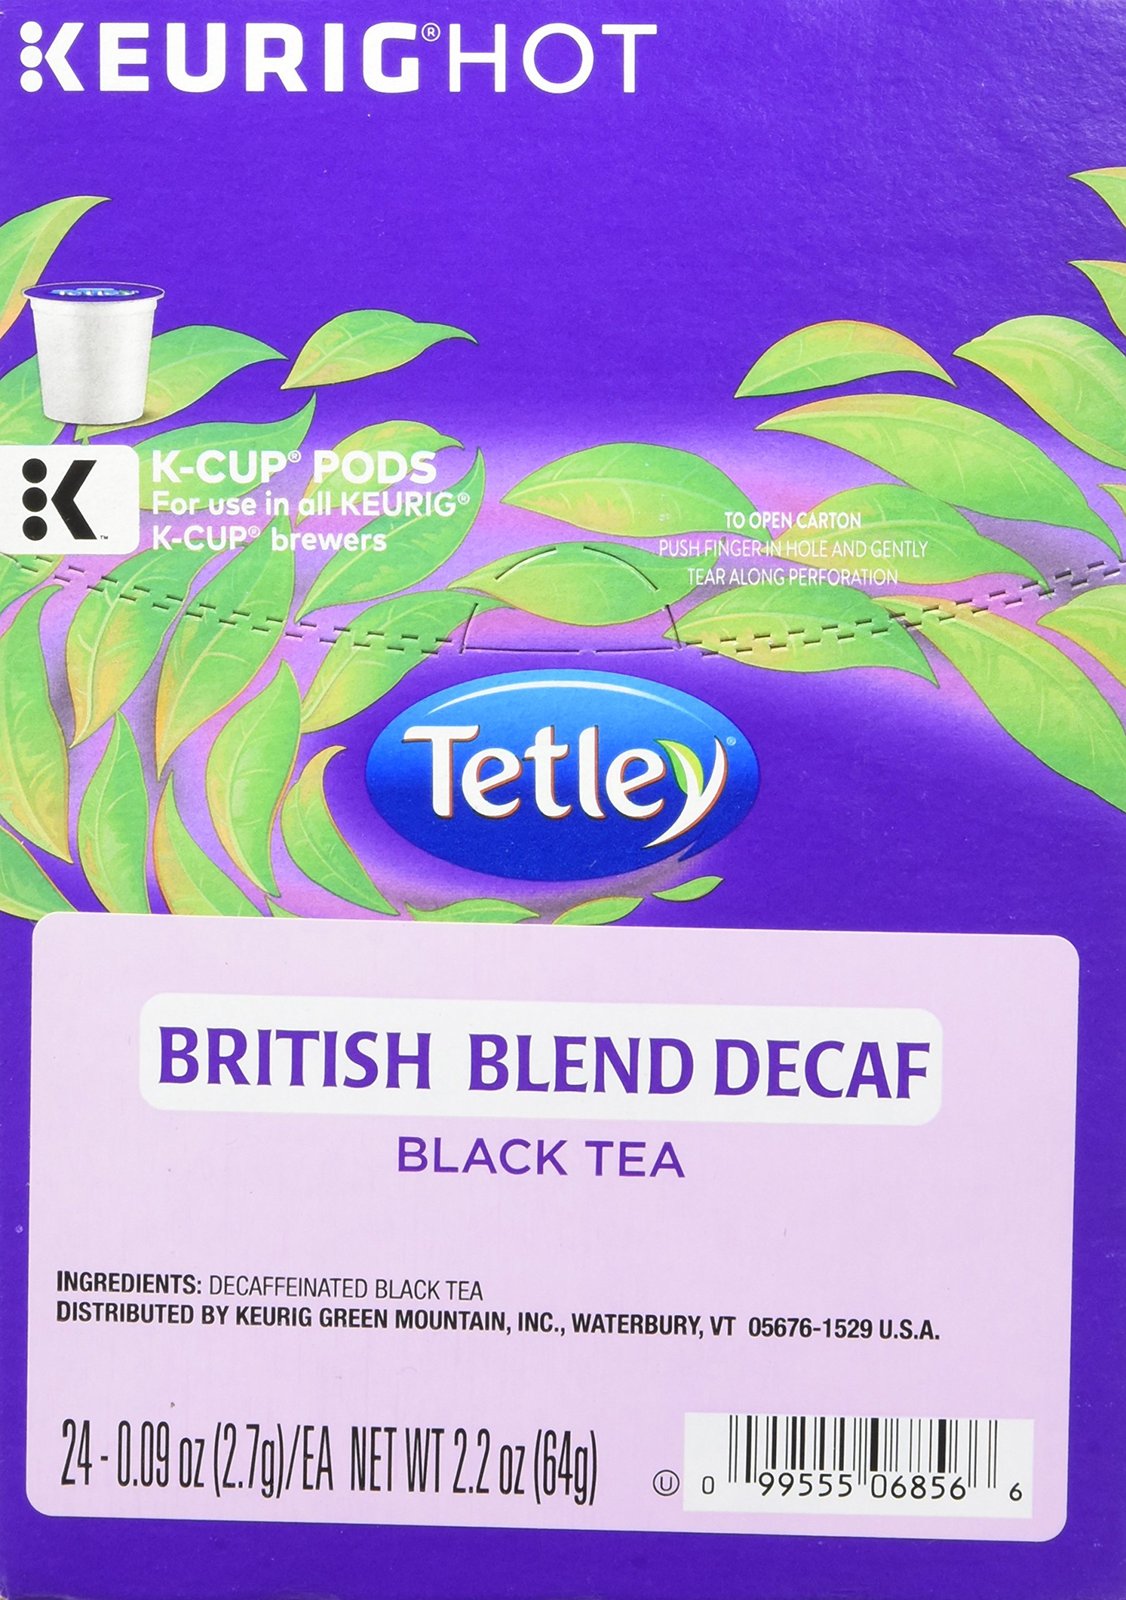 KEURIG® HOT
Tetley
K
K-CUP® PODS
For use in all KEURIG®
K-CUP® brewers
TO OPEN CARTON
PUSH FINGER IN HOLE AND GENTLY
TEAR ALONG PERFORATION
Tetley®
BRITISH BLEND DECAF
BLACK TEA
INGREDIENTS: DECAFFEINATED BLACK TEA
DISTRIBUTED BY KEURIG GREEN MOUNTAIN, INC., WATERBURY, VT 05676-1529 U.S.A.
24 - 0.09 oz (2.7g)/EA NET WT 2.2 oz (64g)
U
0 99555 06856 6